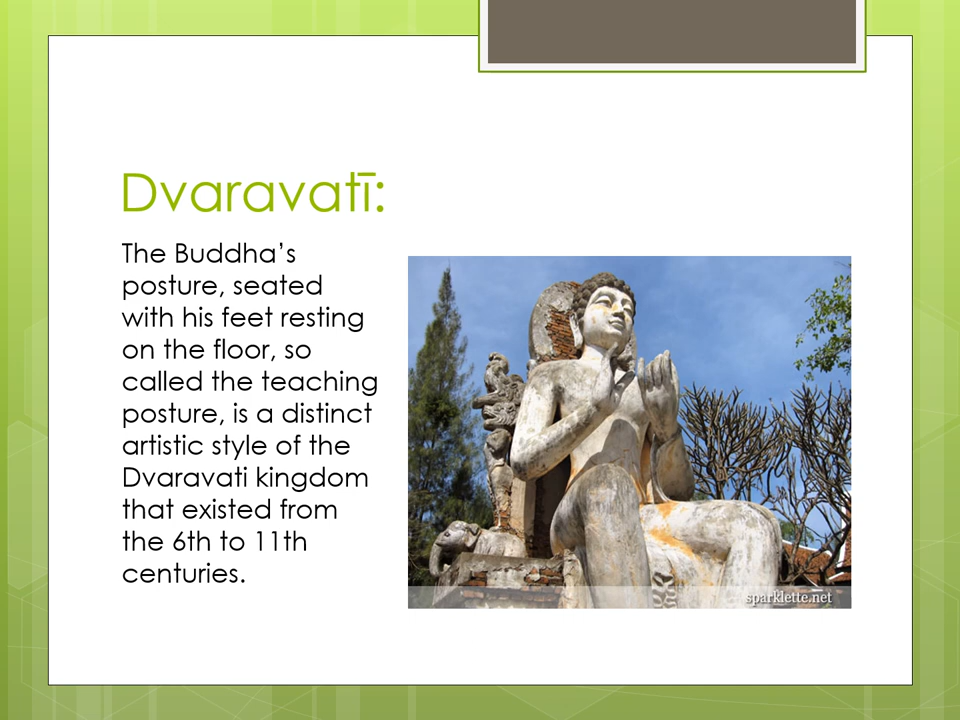 Dvaravatī:
The Buddha’s
posture, seated
with his feet resting
on the floor, so
called the teaching
posture, is a distinct
artistic style of the
Dvaravati kingdom
that existed from
the 6th to 11th
centuries.
sparklette.net